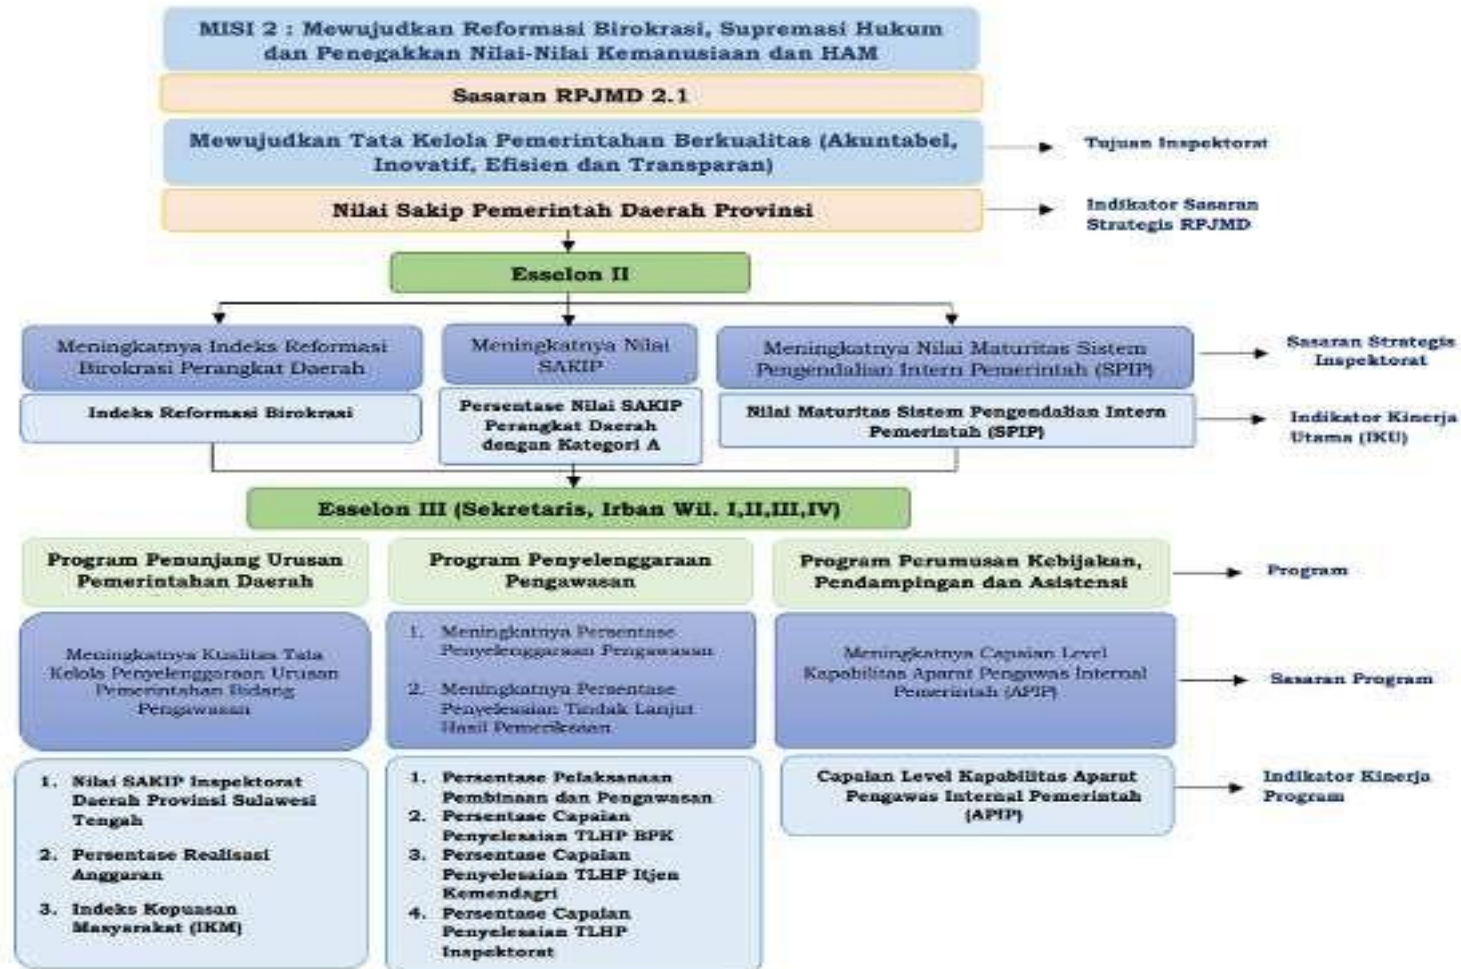 MISI 2 : Mewujudkan Reformasi Birokrasi, Supremasi Hukum
dan Penegakkan Nilai-Nilai Kemanusiaan dan HAM
Sasaran RPJMD 2.1
Mewujudkan Tata Kelola Pemerintahan Berkualitas (Akuntabel,
Inovatif, Efisien dan Transparan)
Tujuan Inspektorat
Nilai Sakip Pemerintah Daerah Provinsi
Indikator Sasaran
Strategis RPJMD
Esselon II
Meningkatnya Indeks Reformasi
Birokrasi Perangkat Daerah
Meningkatnya Nilai
SAKIP
Meningkatnya Nilai Maturitas Sistem
Pengendalian Intern Pemerintah (SPIP)
Sasaran Strategis
Inspektorat
Indeks Reformasi Birokrasi
Persentase Nilai SAKIP
Perangkat Daerah
dengan Kategori A
Nilai Maturitas Sistem Pengendalian Intern
Pemerintah (SPIP)
Indikator Kinerja
Utama (IKU)
Esselon III (Sekretaris, Irban Wil. I,II,III,IV)
Program Penunjang Urusan
Pemerintahan Daerah
Program Penyelenggaraan
Pengawasan
Program Perumusan Kebijakan,
Pendampingan dan Asistensi
Program
Meningkatnya Kualitas Tata
Kelola Penyelenggaraan Urusan
Pemerintahan Bidang
Pengawasan
1. Meningkatnya Persentase
Penyelenggaraan Pengawasan
2. Meningkatnya Persentase
Penyelesaian Tindak Lanjut
Hasil Pemeriksaan
Meningkatnya Capaian Level
Kapabilitas Aparat Pengawas Internal
Pemerintah (APIP)
Sasaran Program
1. Nilai SAKIP Inspektorat
Daerah Provinsi Sulawesi
Tengah
2. Persentase Realisasi
Anggaran
3. Indeks Kepuasan
Masyarakat (IKM)
1. Persentase Pelaksanaan
Pembinaan dan Pengawasan
2. Persentase Capaian
Penyelesaian TLHP BPK
3. Persentase Capaian
Penyelesaian TLHP Itjen
Kemendagri
4. Persentase Capaian
Penyelesaian TLHP
Inspektorat
Capaian Level Kapabilitas Aparat
Pengawas Internal Pemerintah
(APIP)
Indikator Kinerja
Program